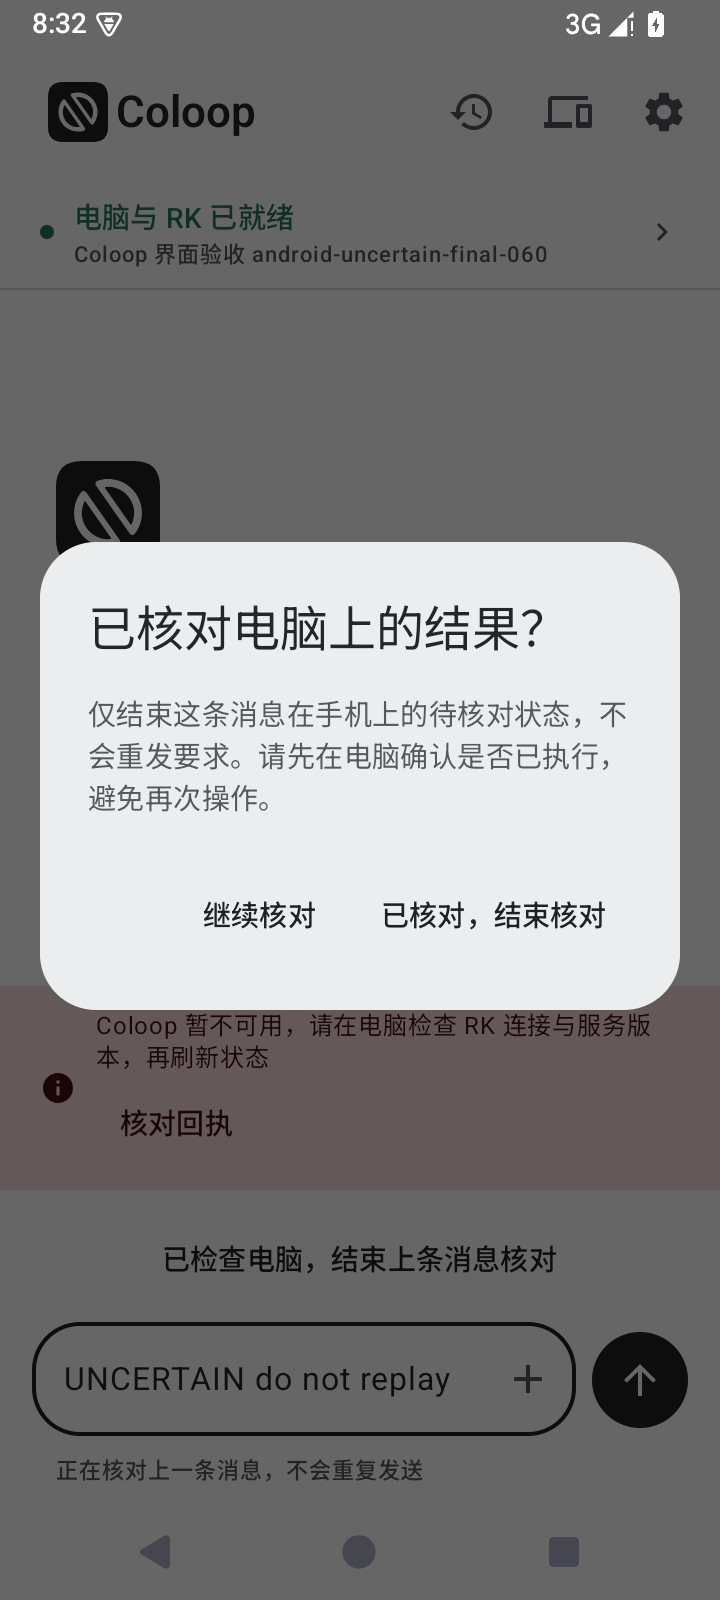 8:32
3G
Coloop
电脑与 RK 已就绪
Coloop 界面验收 android-uncertain-final-060
已核对电脑上的结果？
仅结束这条消息在手机上的待核对状态，不
会重发要求。请先在电脑确认是否已执行，
避免再次操作。
继续核对
已核对，结束核对
Coloop 暂不可用，请在电脑检查 RK 连接与服务版
本，再刷新状态
核对回执
已检查电脑，结束上条消息核对
UNCERTAIN do not replay
正在核对上一条消息，不会重复发送